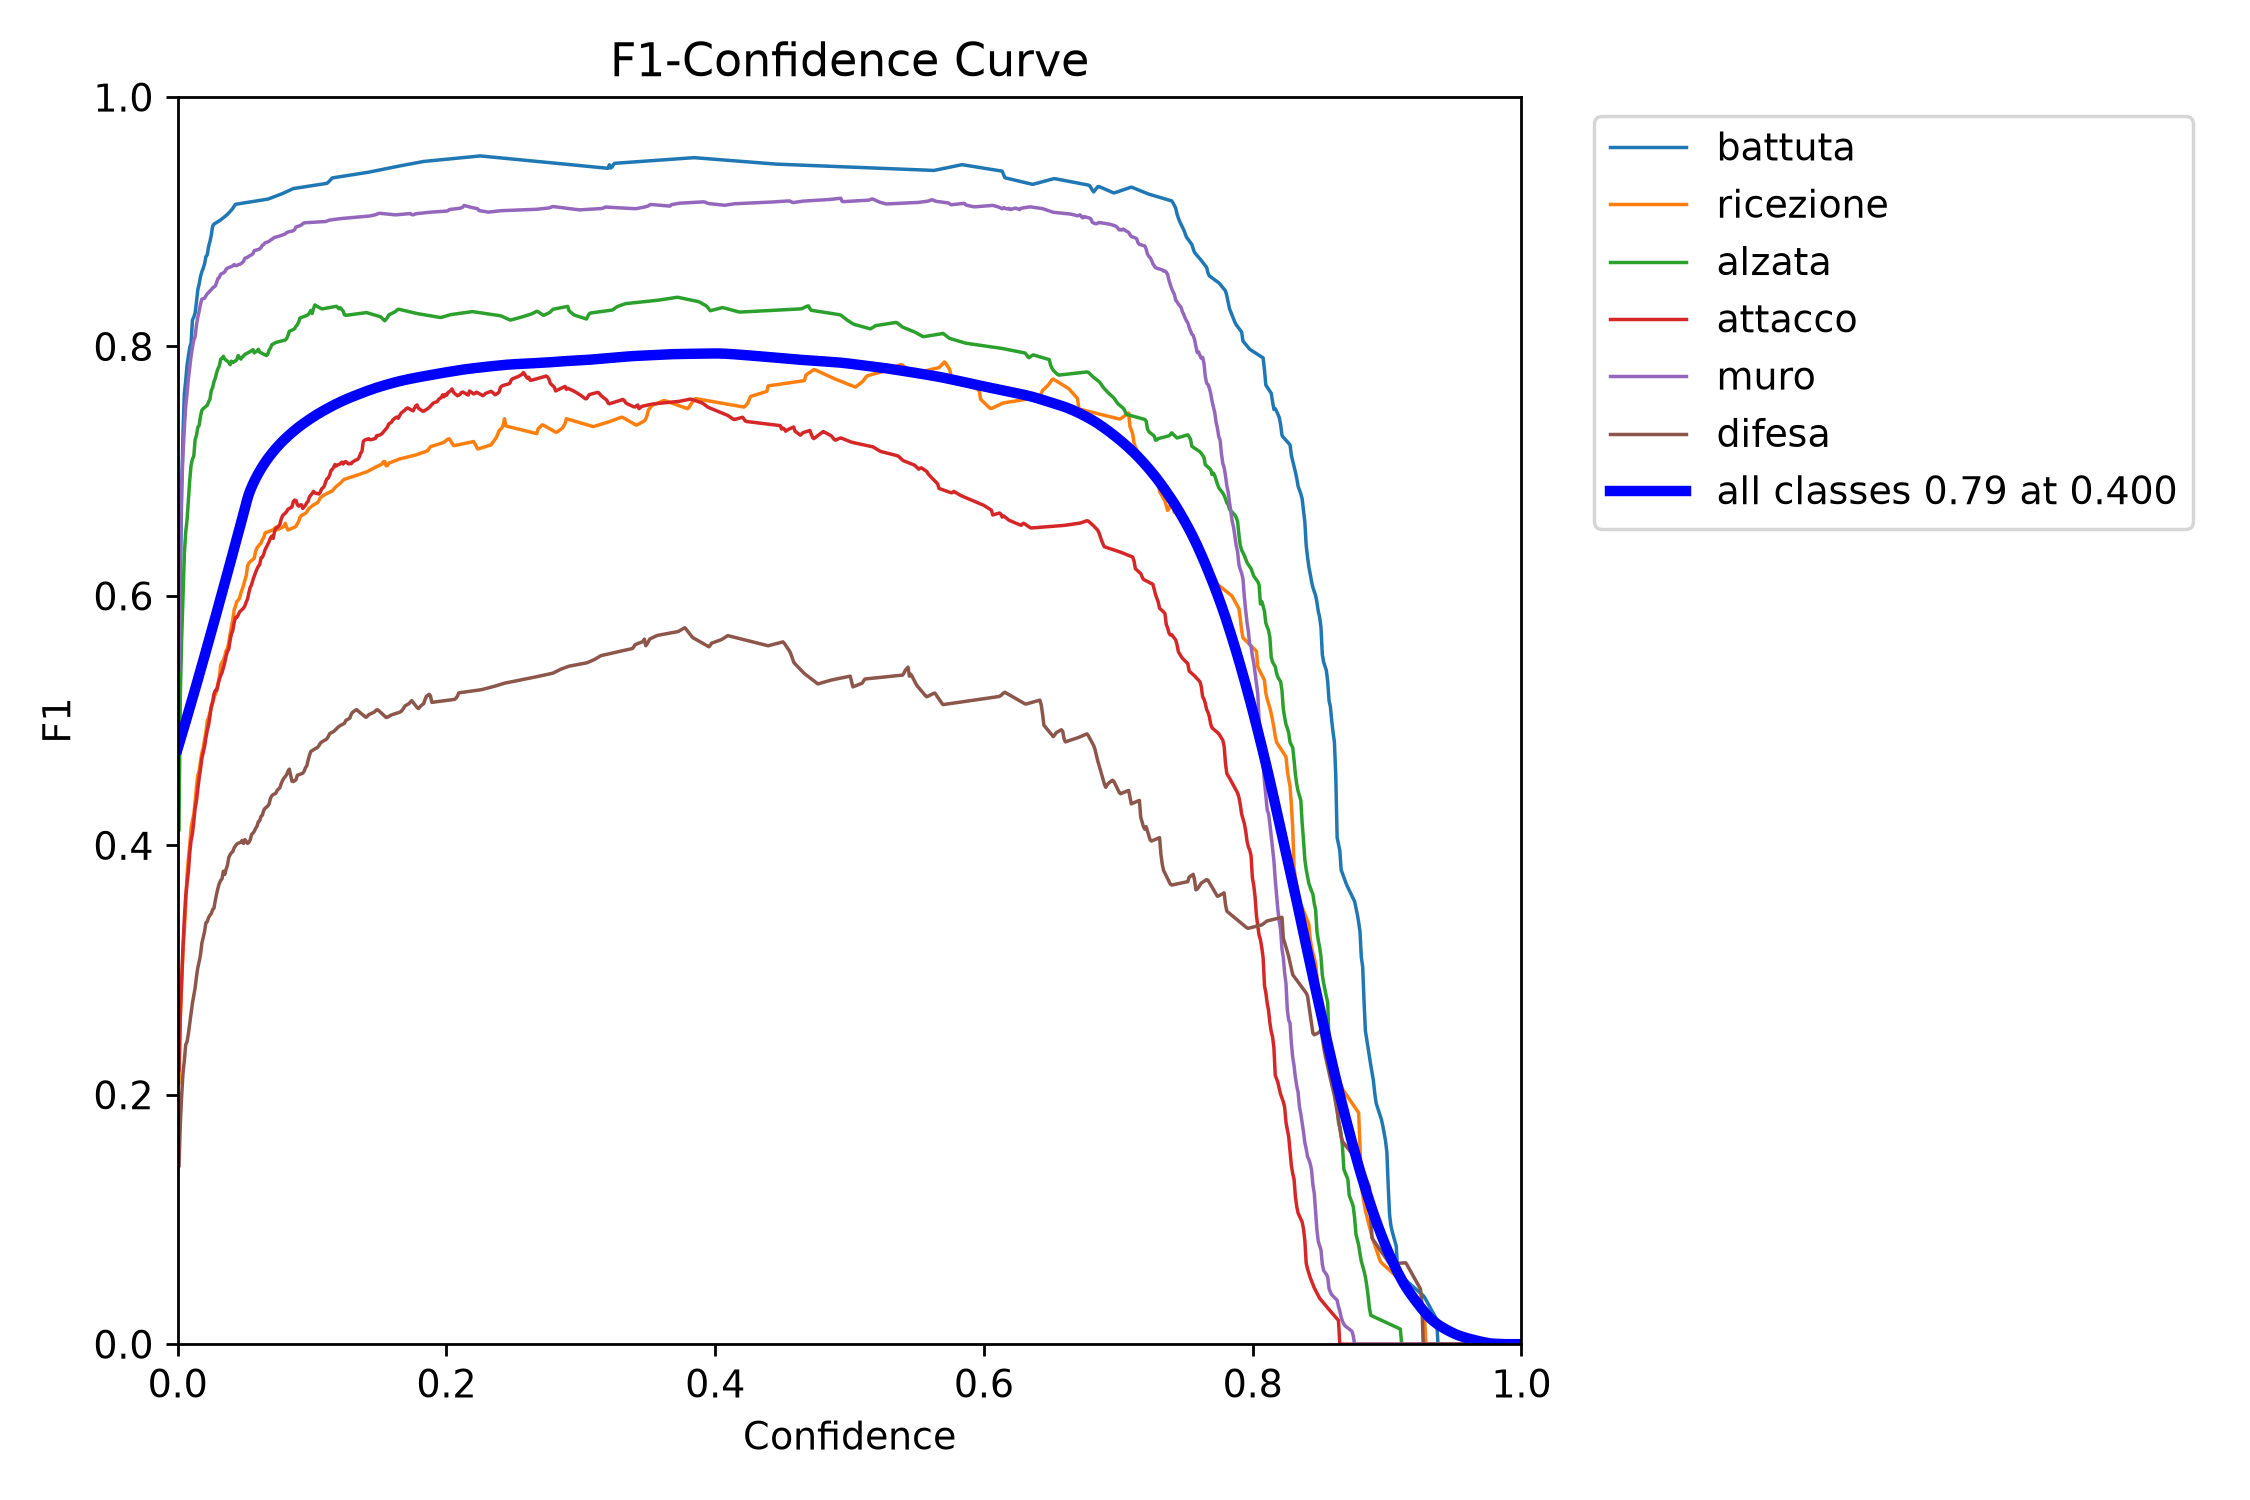 F1-Confidence Curve
1.0
0.8
0.6
0.4
0.2
0.0
F1
0.0 0.2 0.4 0.6 0.8 1.0
Confidence
battuta
ricezione
alzata
attacco
muro
difesa
all classes 0.79 at 0.400